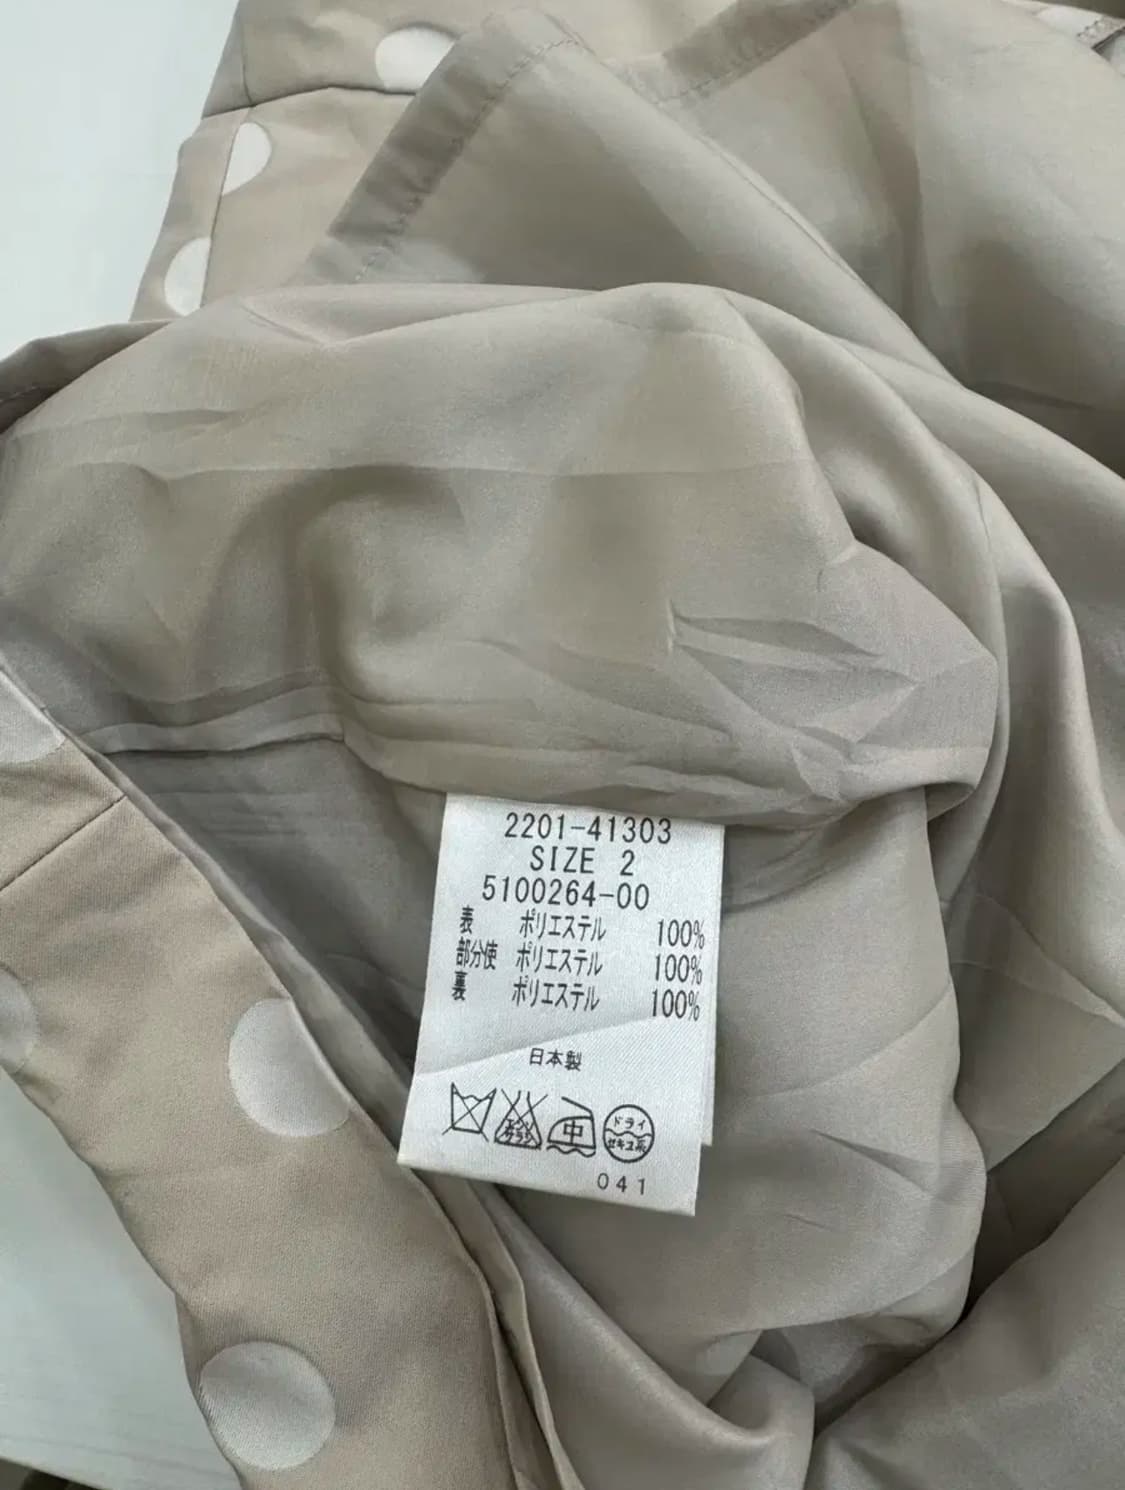 2201-41303
SIZE 2
5100264-00
表 ポリエステル 100%
部分使 ポリエステル 100%
裏 ポリエステル 100%
日本製
中
ドライ
セキユ系
041